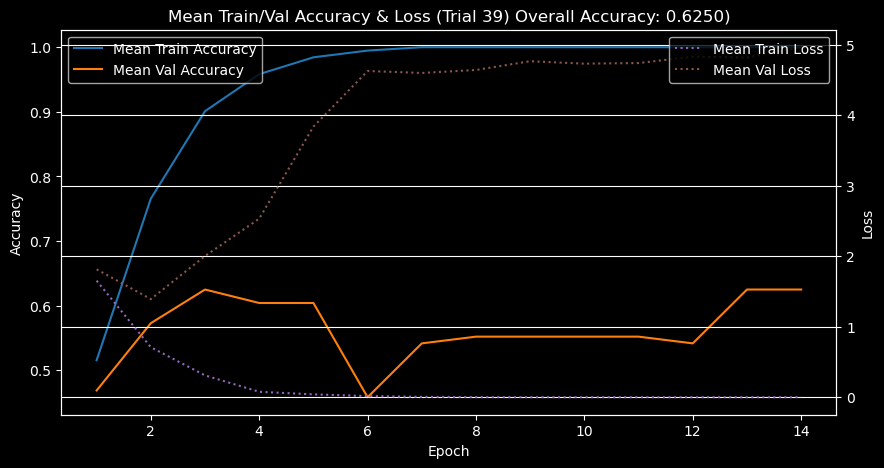 Mean Train/Val Accuracy & Loss (Trial 39) Overall Accuracy: 0.6250)
Mean Train Accuracy
Mean Val Accuracy
Mean Train Loss
Mean Val Loss
1.0
0.9
0.8
0.7
0.6
0.5
Accuracy
5
4
3
2
1
0
Loss
2
4
6
8
10
12
14
Epoch